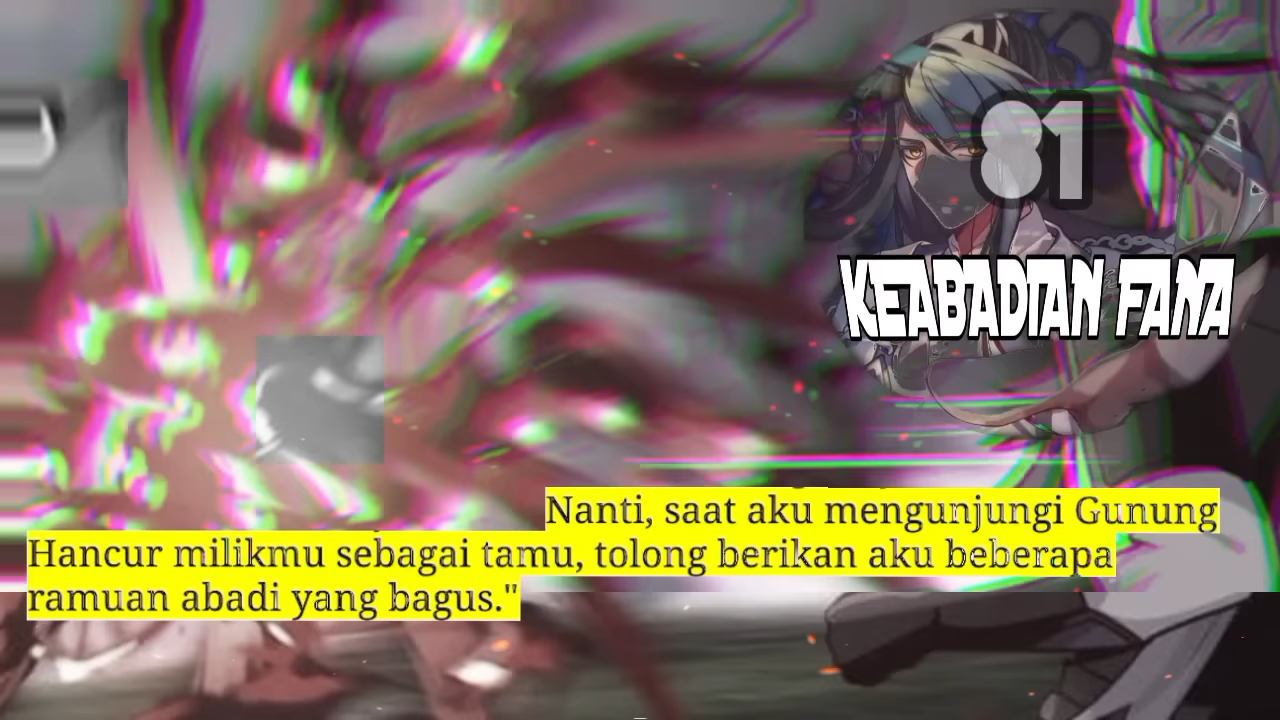 81
KEABADIAN FANA
Nanti, saat aku mengunjungi Gunung
Hancur milikmu sebagai tamu, tolong berikan aku beberapa
ramuan abadi yang bagus."